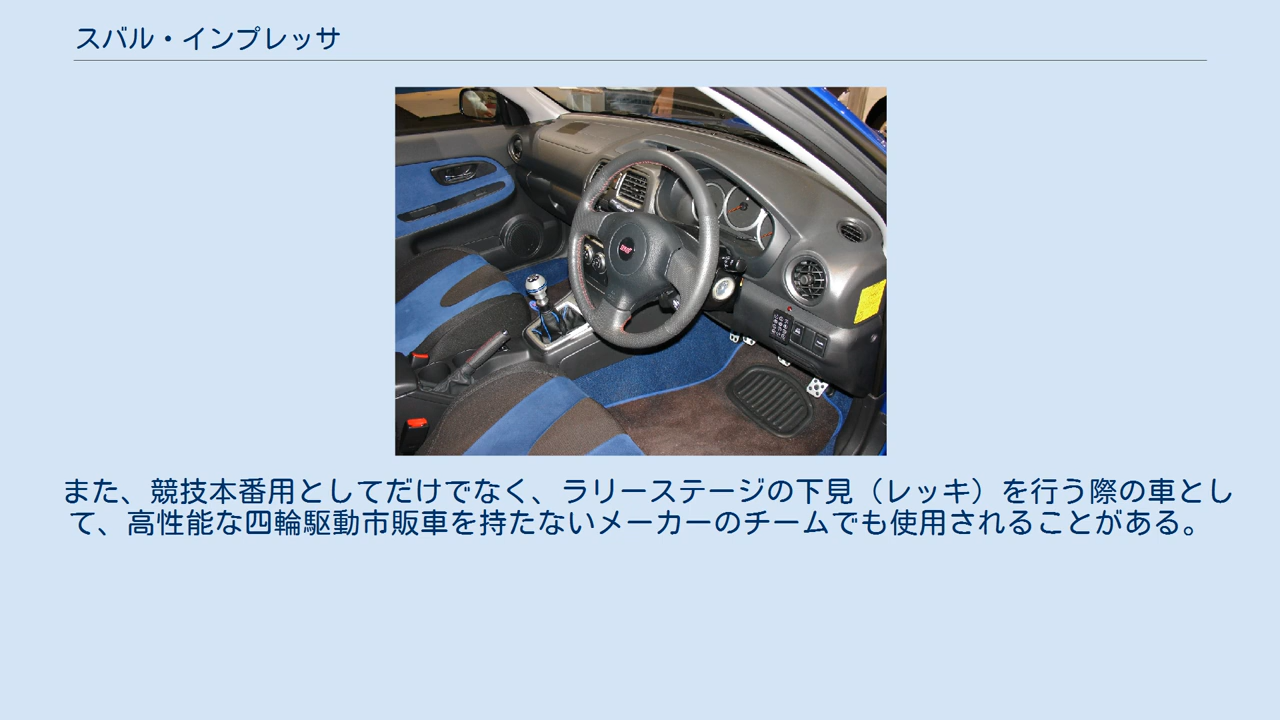 スバル・インプレッサ
また、競技本番用としてだけでなく、ラリーステージの下見（レッキ）を行う際の車とし
て、高性能な四輪駆動市販車を持たないメーカーのチームでも使用されることがある。